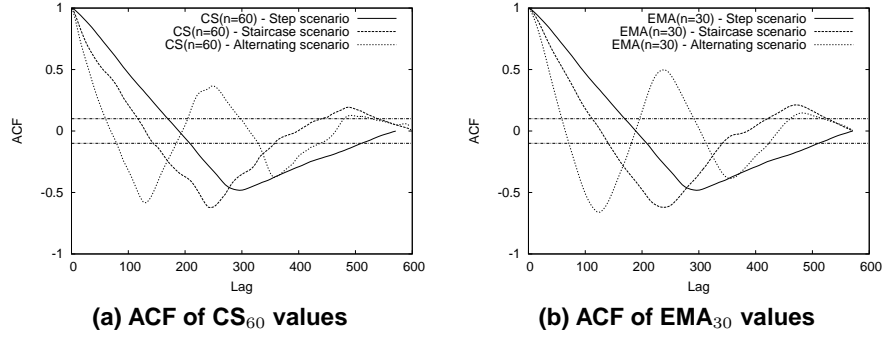 CS(n=60) - Step scenario
CS(n=60) - Staircase scenario
CS(n=60) - Alternating scenario
1
0.5
0
-0.5
-1
ACF
0 100 200 300 400 500 600
Lag
(a) ACF of CS₆₀ values
EMA(n=30) - Step scenario
EMA(n=30) - Staircase scenario
EMA(n=30) - Alternating scenario
1
0.5
0
-0.5
-1
ACF
0 100 200 300 400 500 600
Lag
(b) ACF of EMA₃₀ values